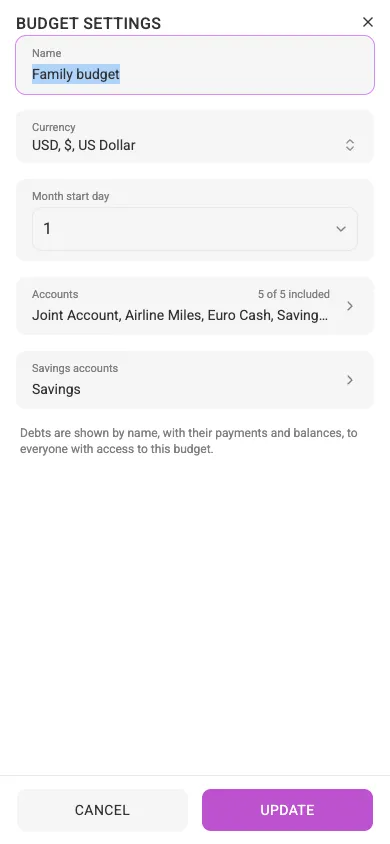 BUDGET SETTINGS
Name
Family budget
Currency
USD, $, US Dollar
Month start day
1
Accounts
5 of 5 included
Joint Account, Airline Miles, Euro Cash, Saving...
Savings accounts
Savings
Debts are shown by name, with their payments and balances, to
everyone with access to this budget.
CANCEL
UPDATE